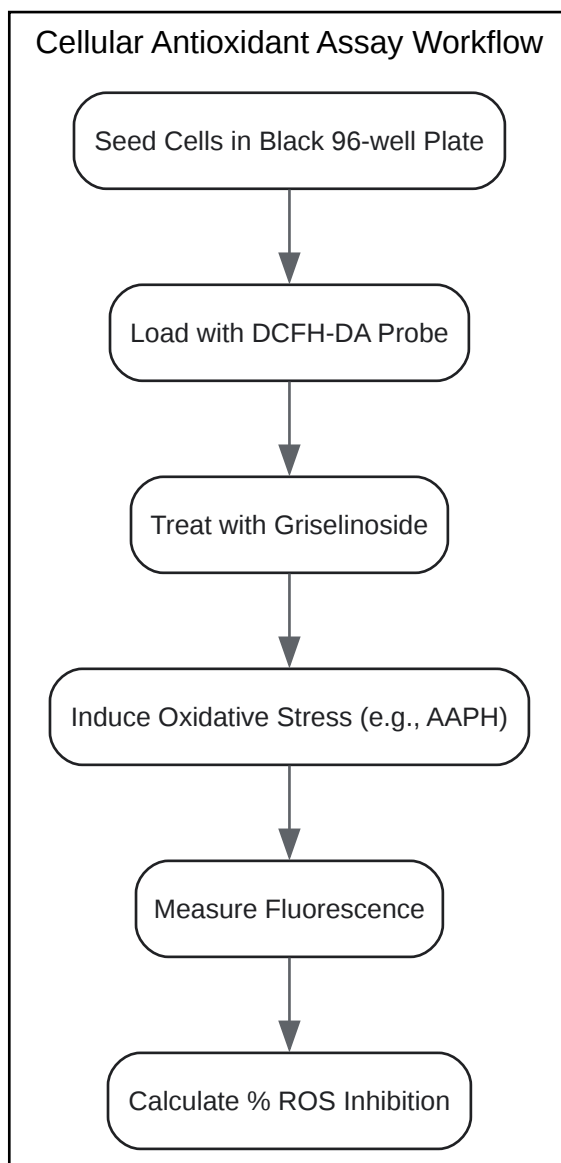 Cellular Antioxidant Assay Workflow
Seed Cells in Black 96-well Plate
Load with DCFH-DA Probe
Treat with Griselinoside
Induce Oxidative Stress (e.g., AAPH)
Measure Fluorescence
Calculate % ROS Inhibition